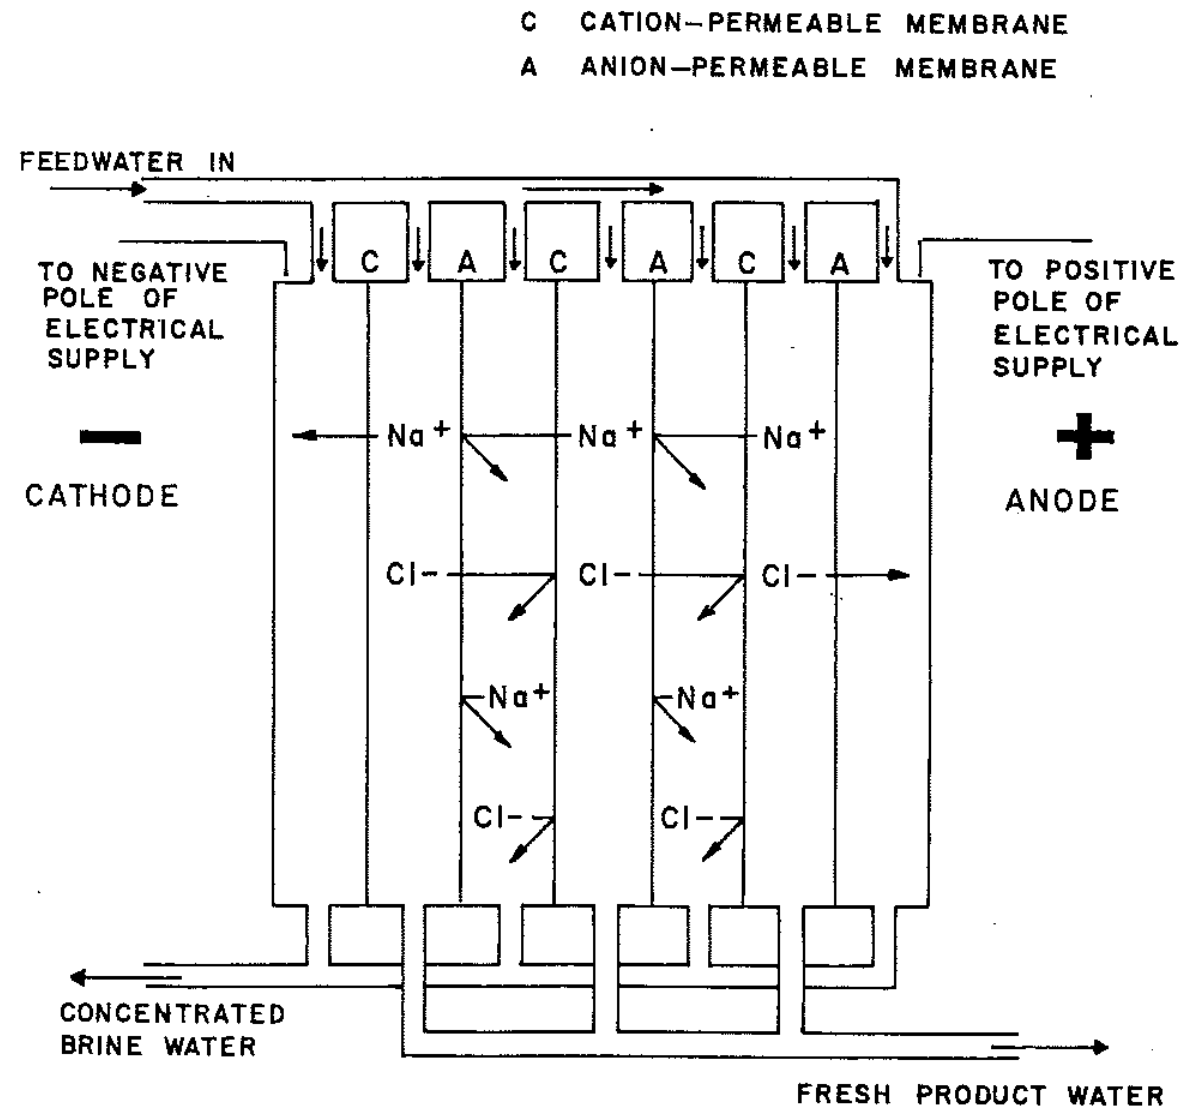 C CATION-PERMEABLE MEMBRANE
A ANION-PERMEABLE MEMBRANE
FEEDWATER IN
C A C A C A
TO NEGATIVE
POLE OF
ELECTRICAL
SUPPLY
TO POSITIVE
POLE OF
ELECTRICAL
SUPPLY
Na+ Na+ Na+
CATHODE
ANODE
Cl- Cl- Cl-
Na+ Na+
Cl- Cl-
CONCENTRATED
BRINE WATER
FRESH PRODUCT WATER